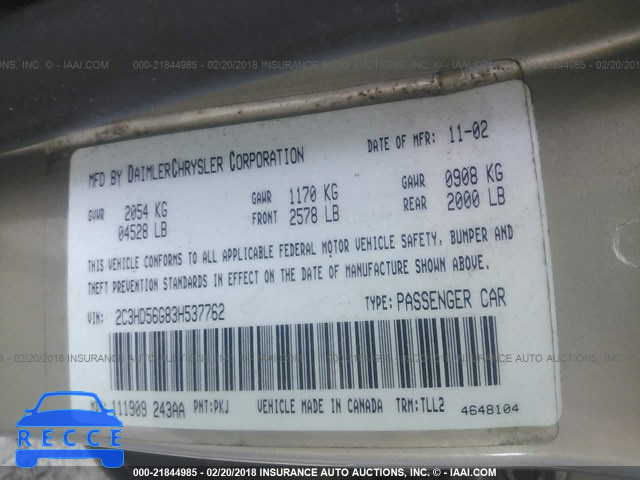 000-21844985 - 02/20/2018 INSURANCE AUTO AUCTIONS, INC. © - IAAI.COM
MFD BY DAIMLERCHRYSLER CORPORATION DATE OF MFR: 11-02
GVWR 2054 KG GAWR 1170 KG GAWR 0908 KG
04528 LB FRONT 2578 LB REAR 2000 LB
THIS VEHICLE CONFORMS TO ALL APPLICABLE FEDERAL MOTOR VEHICLE SAFETY, BUMPER AND
THEFT PREVENTION STANDARDS IN EFFECT ON THE DATE OF MANUFACTURE SHOWN ABOVE.
VIN: 2C3HD56G83H537762 TYPE: PASSENGER CAR
000-21844985 - 02/20/2018 INSURANCE AUTO AUCTIONS, INC. © - IAAI.COM
111909 243AA PNT:PKJ VEHICLE MADE IN CANADA TRM:TLL2 4648104
RECCE
000-21844985 - 02/20/2018 INSURANCE AUTO AUCTIONS, INC. © - IAAI.COM